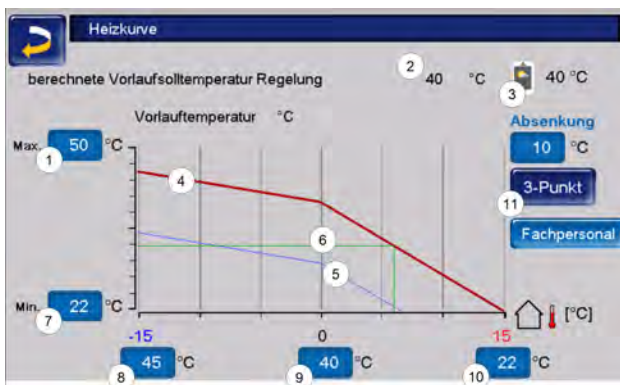 Heizkurve
berechnete Vorlaufsolltemperatur Regelung 2 40 °C 3 40 °C
Vorlauftemperatur °C
Absenkung
Max. 1 50 °C
10 °C
4
3-Punkt
11
6
Fachpersonal
5
Min. 7 22 °C
[°C]
-15 0 15
8 45 °C 9 40 °C 10 22 °C